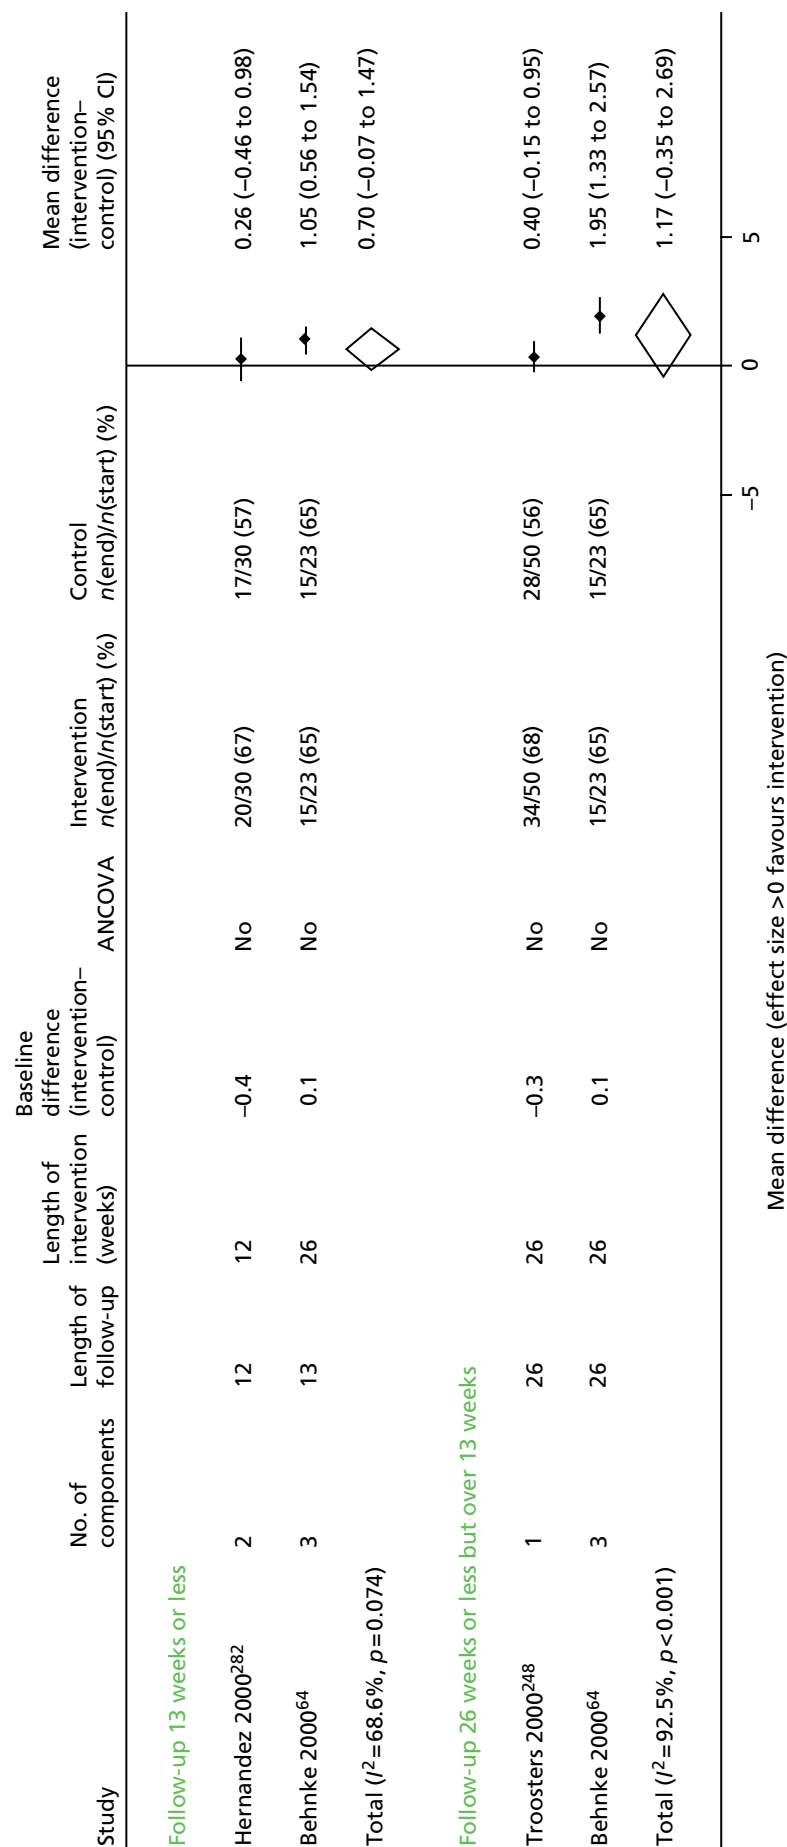 Study No. of components Length of follow-up Length of intervention (weeks) Baseline difference (intervention–control) ANCOVA Intervention n(end)/n(start) (%) Control n(end)/n(start) (%) Mean difference (intervention–control) (95% CI)
Follow-up 13 weeks or less
Hernandez 2000²⁸² 2 12 12 –0.4 No 20/30 (67) 17/30 (57) 0.26 (–0.46 to 0.98)
Behnke 2000⁶⁴ 3 13 26 0.1 No 15/23 (65) 15/23 (65) 1.05 (0.56 to 1.54)
Total (I²=68.6%, p=0.074) 0.70 (–0.07 to 1.47)
Follow-up 26 weeks or less but over 13 weeks
Troosters 2000²⁴⁸ 1 26 26 –0.3 No 34/50 (68) 28/50 (56) 0.40 (–0.15 to 0.95)
Behnke 2000⁶⁴ 3 26 26 0.1 No 15/23 (65) 15/23 (65) 1.95 (1.33 to 2.57)
Total (I²=92.5%, p<0.001) 1.17 (–0.35 to 2.69)
–5 0 5
Mean difference (effect size >0 favours intervention)